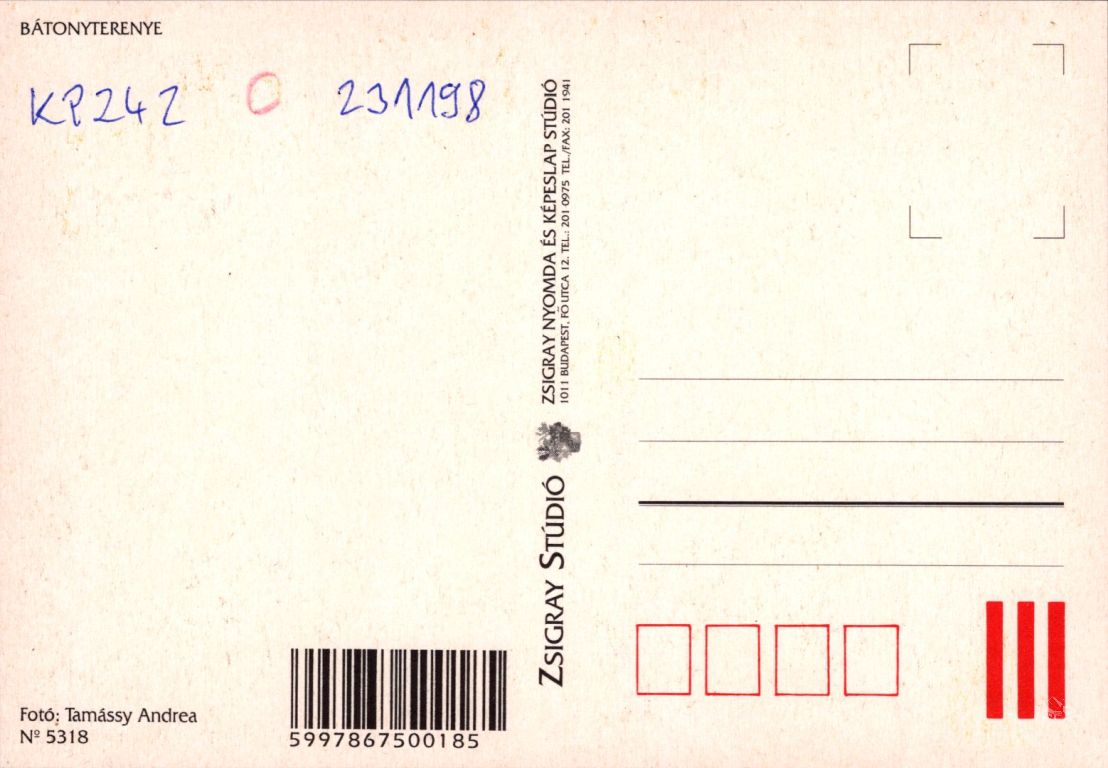 BÁTONYTERENYE
KP242 O 231198
ZSIGRAY STÚDIÓ
ZSIGRAY NYOMDA ÉS KÉPESLAP STÚDIÓ
1011 BUDAPEST, FŐ UTCA 12. TEL.: 201 0975 TEL./FAX: 201 1941
Fotó: Tamássy Andrea
Nº 5318
5997867500185